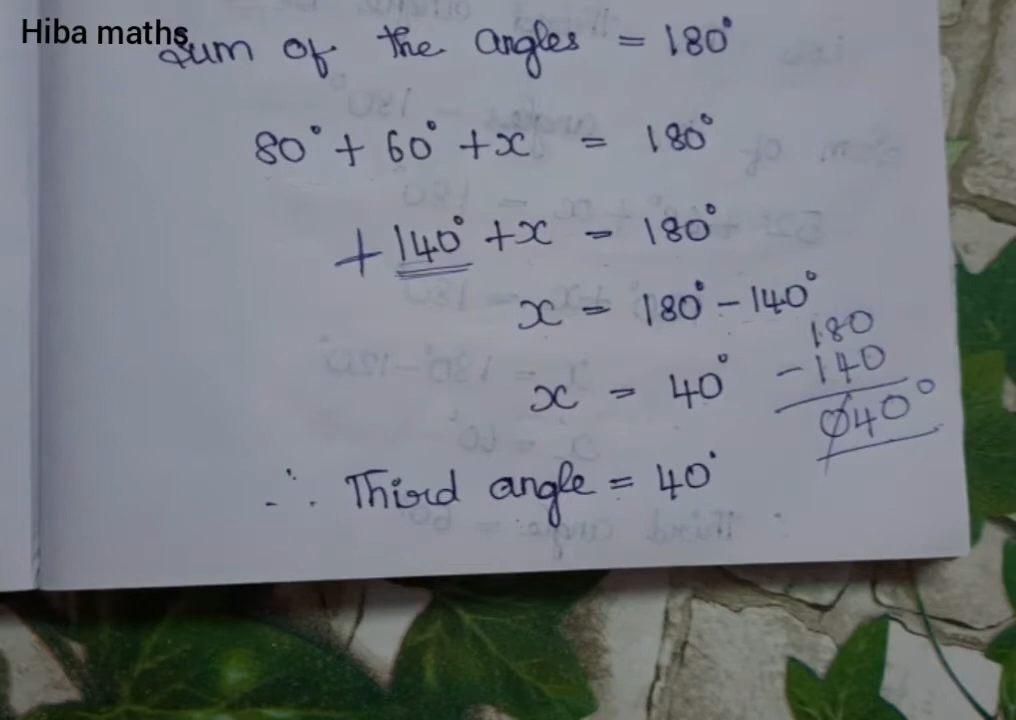 Hiba maths
Sum of the angles = 180°
80° + 60° + x = 180°
+ 140° + x = 180°
x = 180° - 140°
x = 40°
180
- 140
040°
∴ Third angle = 40°